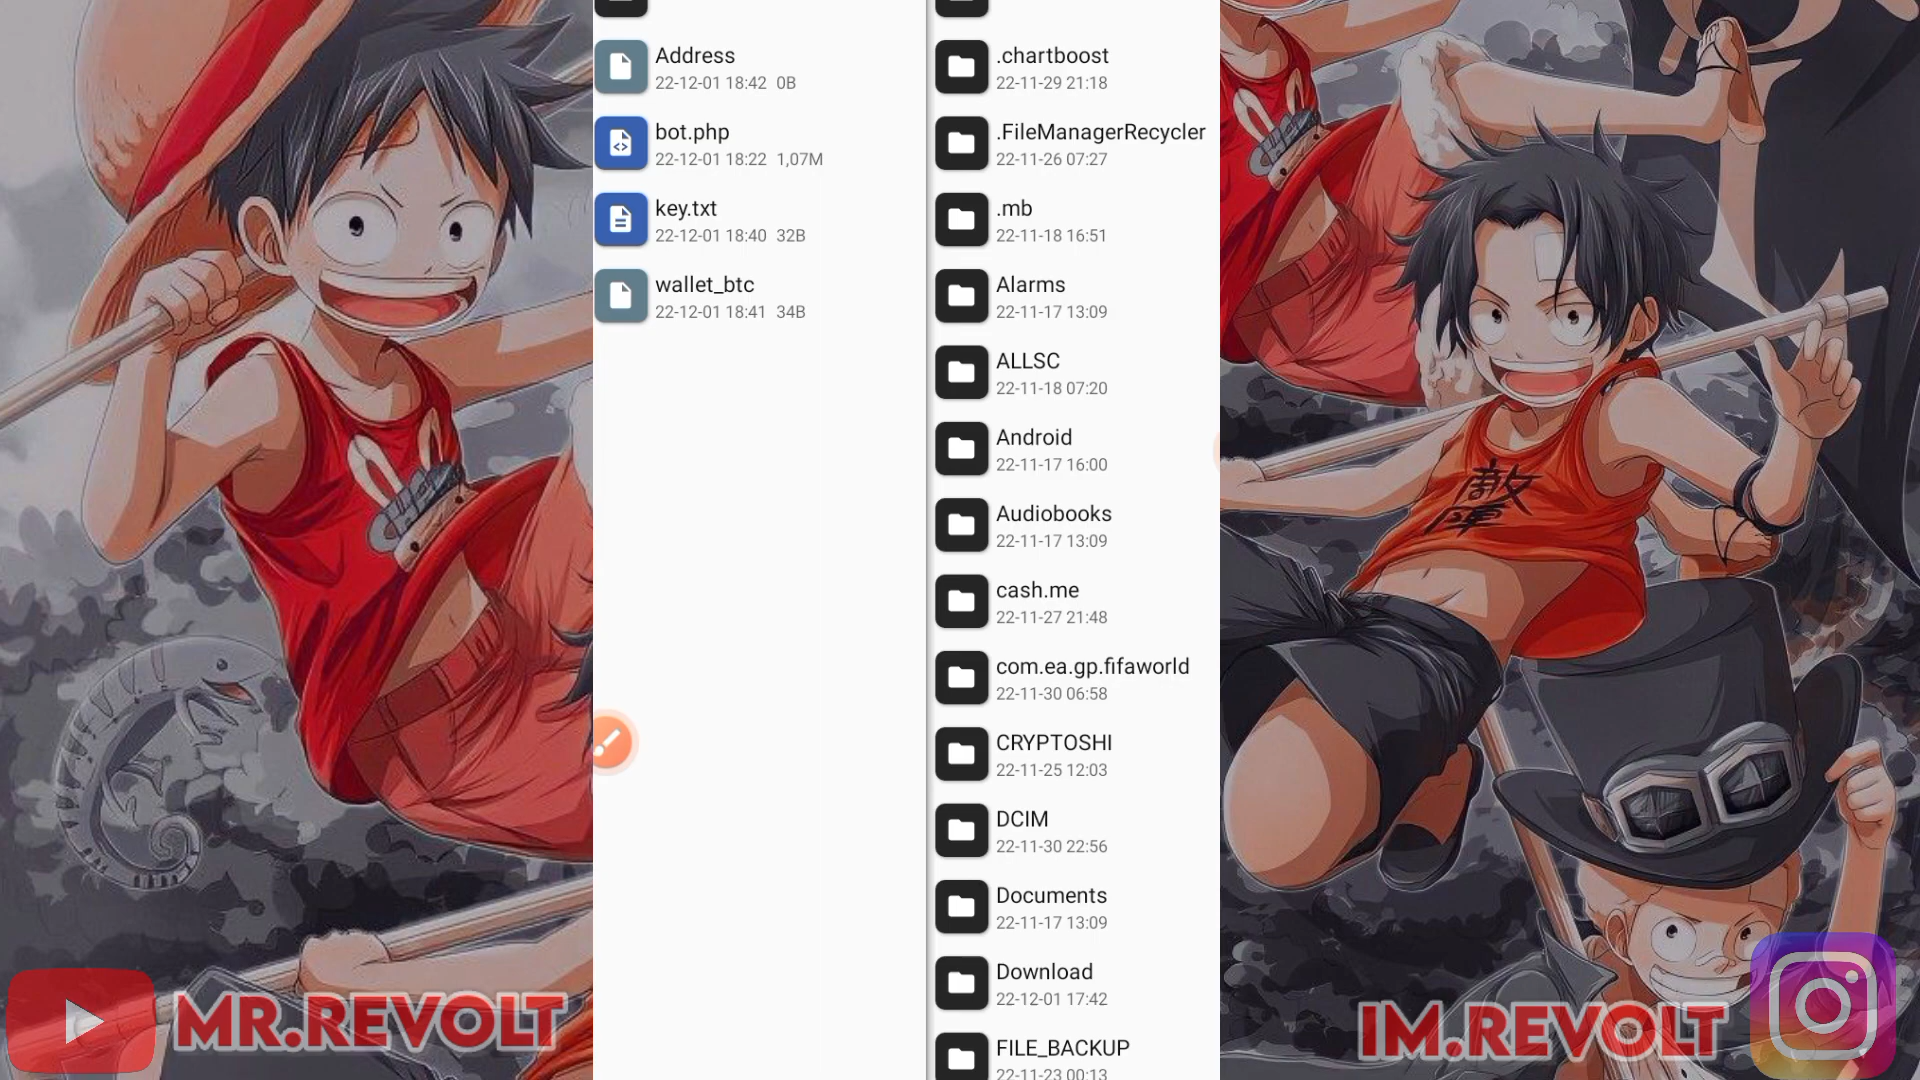 Address
22-12-01 18:42 0B
bot.php
22-12-01 18:22 1,07M
key.txt
22-12-01 18:40 32B
wallet_btc
22-12-01 18:41 34B
.chartboost
22-11-29 21:18
.FileManagerRecycler
22-11-26 07:27
.mb
22-11-18 16:51
Alarms
22-11-17 13:09
ALLSC
22-11-18 07:20
Android
22-11-17 16:00
Audiobooks
22-11-17 13:09
cash.me
22-11-27 21:48
com.ea.gp.fifaworld
22-11-30 06:58
CRYPTOSHI
22-11-25 12:03
DCIM
22-11-30 22:56
Documents
22-11-17 13:09
Download
22-12-01 17:42
FILE_BACKUP
22-11-23 00:13
MR.REVOLT
IM.REVOLT